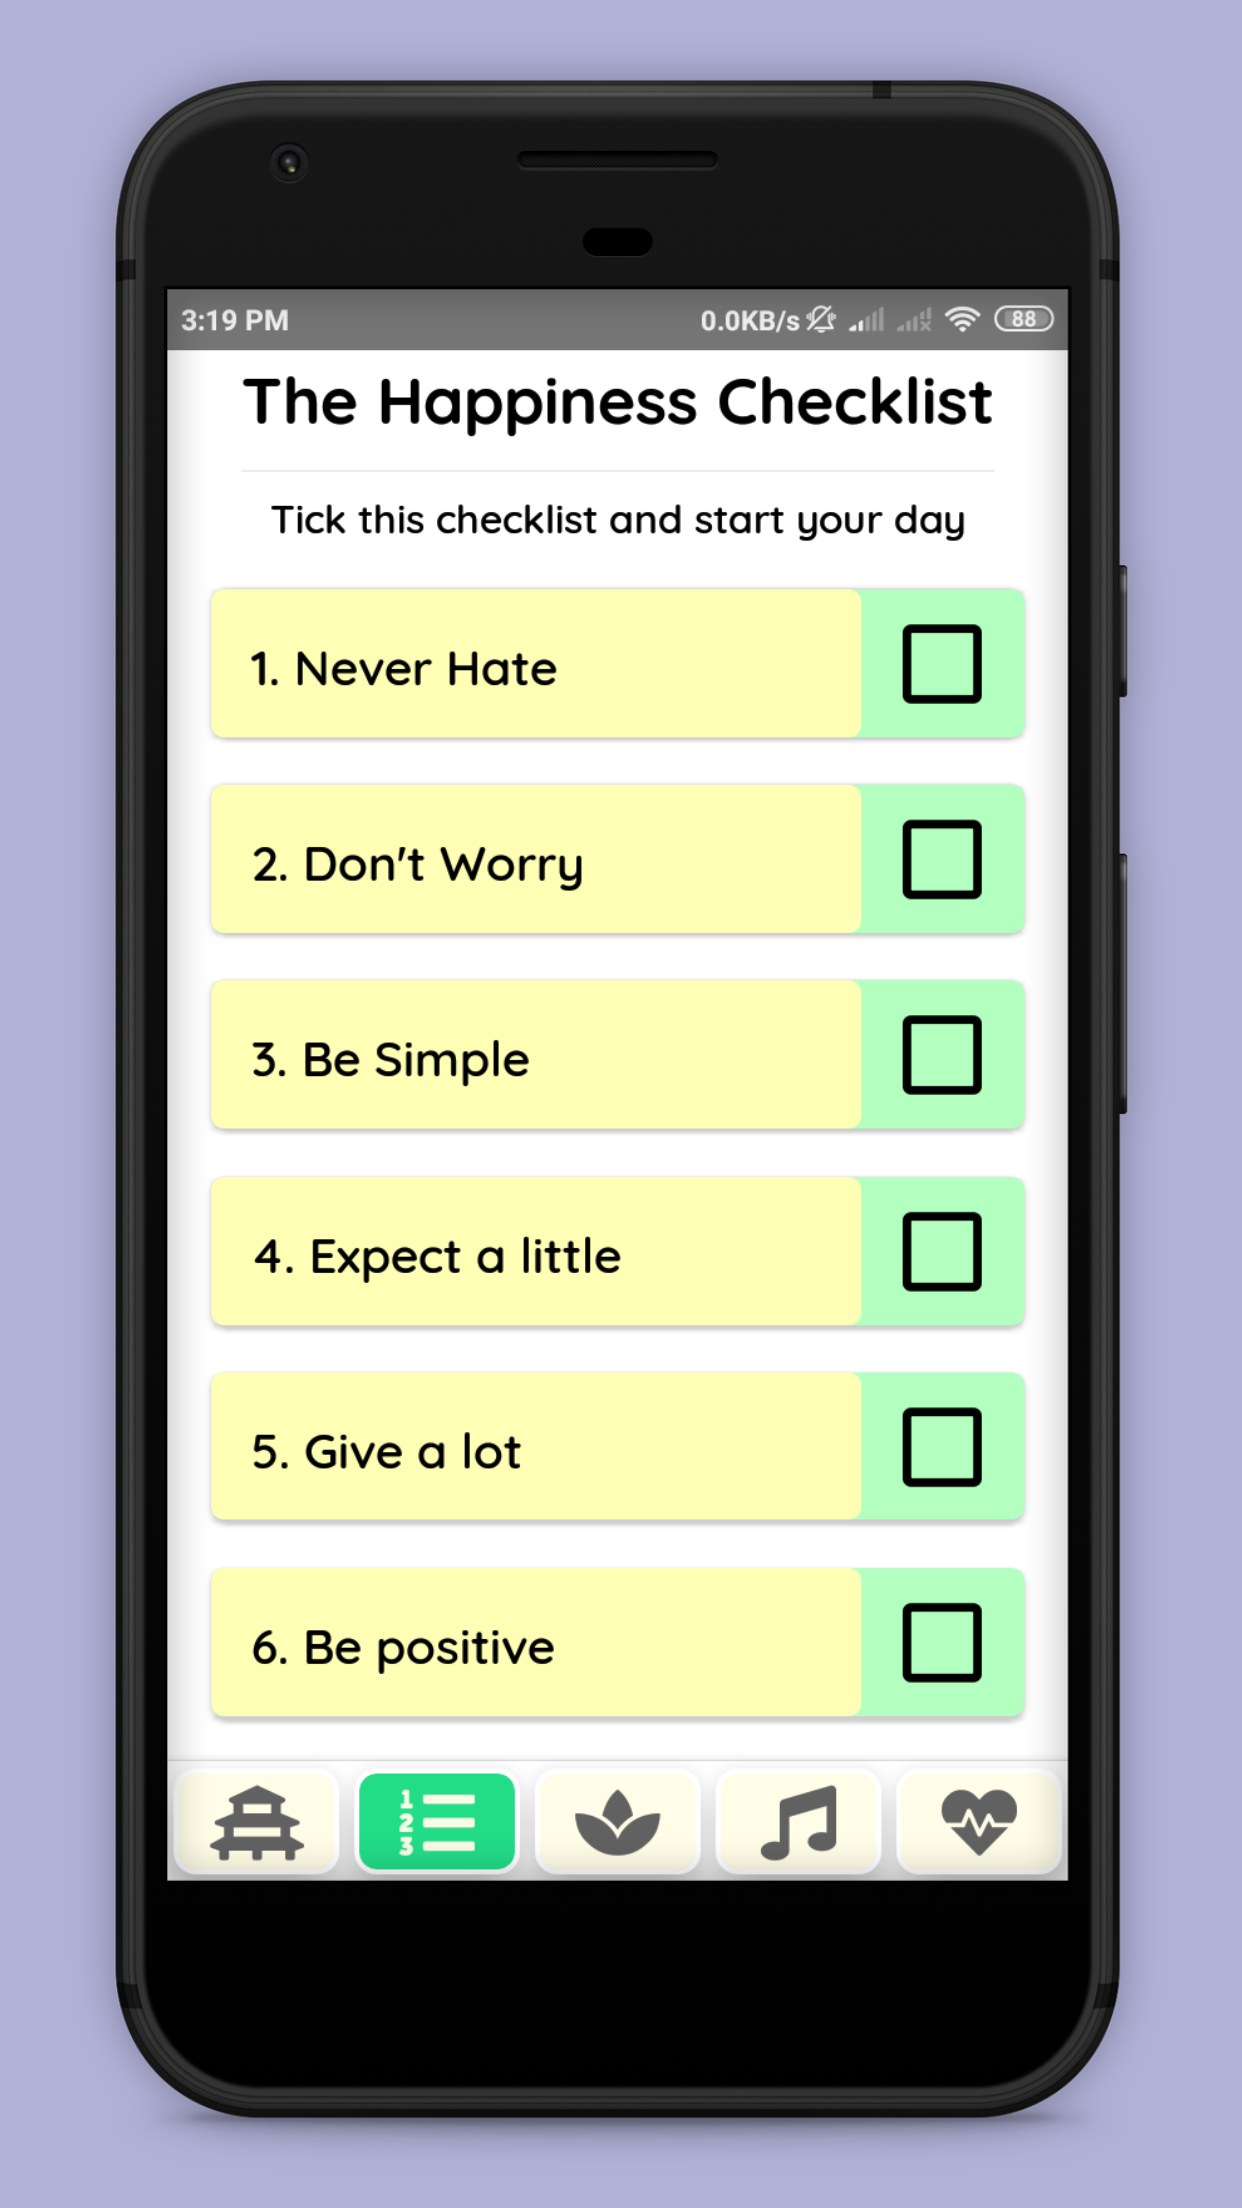 3:19 PM 0.0KB/s 88
The Happiness Checklist
Tick this checklist and start your day
1. Never Hate
2. Don't Worry
3. Be Simple
4. Expect a little
5. Give a lot
6. Be positive
1
2
3